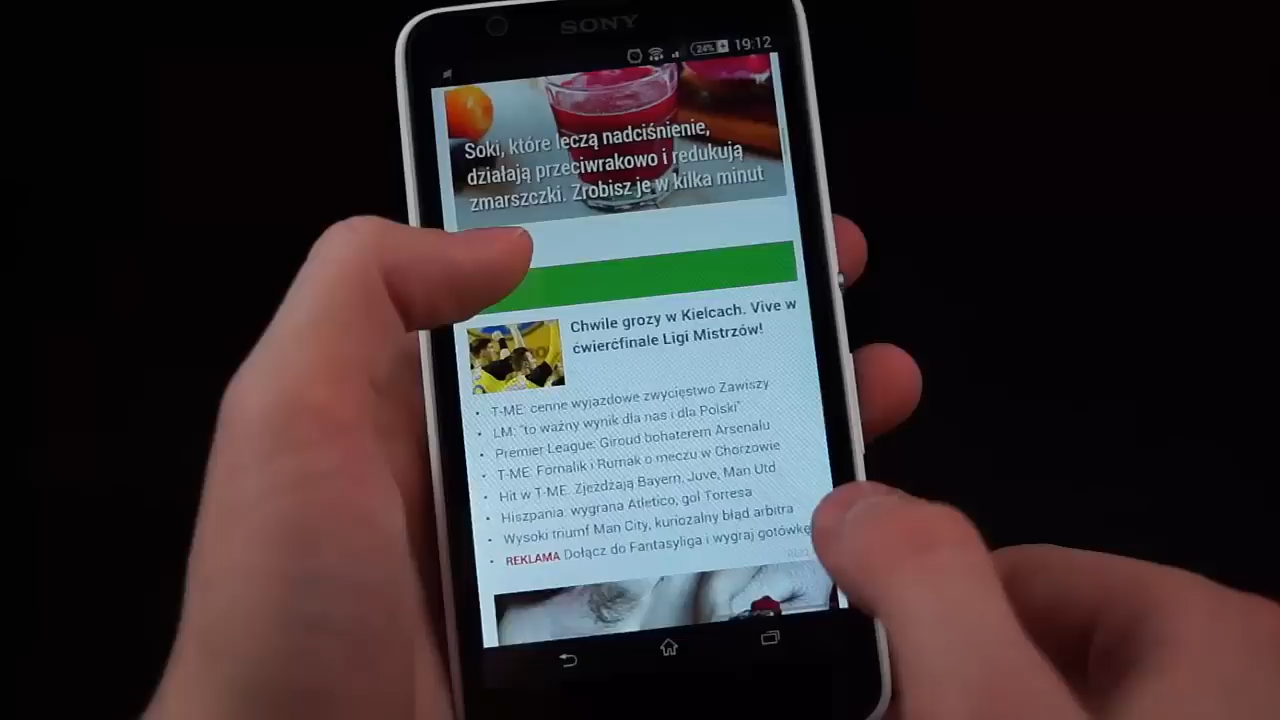 SONY
24% 19:12
Soki, które leczą nadciśnienie,
działają przeciwrakowo i redukują
zmarszczki. Zrobisz je w kilka minut
Chwile grozy w Kielcach. Vive w
ćwierćfinale Ligi Mistrzów!
T-ME: cenne wyjazdowe zwycięstwo Zawiszy
LM: "to ważny wynik dla nas i dla Polski"
Premier League: Giroud bohaterem Arsenalu
T-ME: Fornalik i Rumak o meczu w Chorzowie
Hit w T-ME. Zjeżdżają Bayern, Juve, Man Utd
Hiszpania: wygrana Atletico, gol Torresa
Wysoki triumf Man City, kuriozalny błąd arbitra
REKLAMA Dołącz do Fantasyliga i wygraj gotówkę